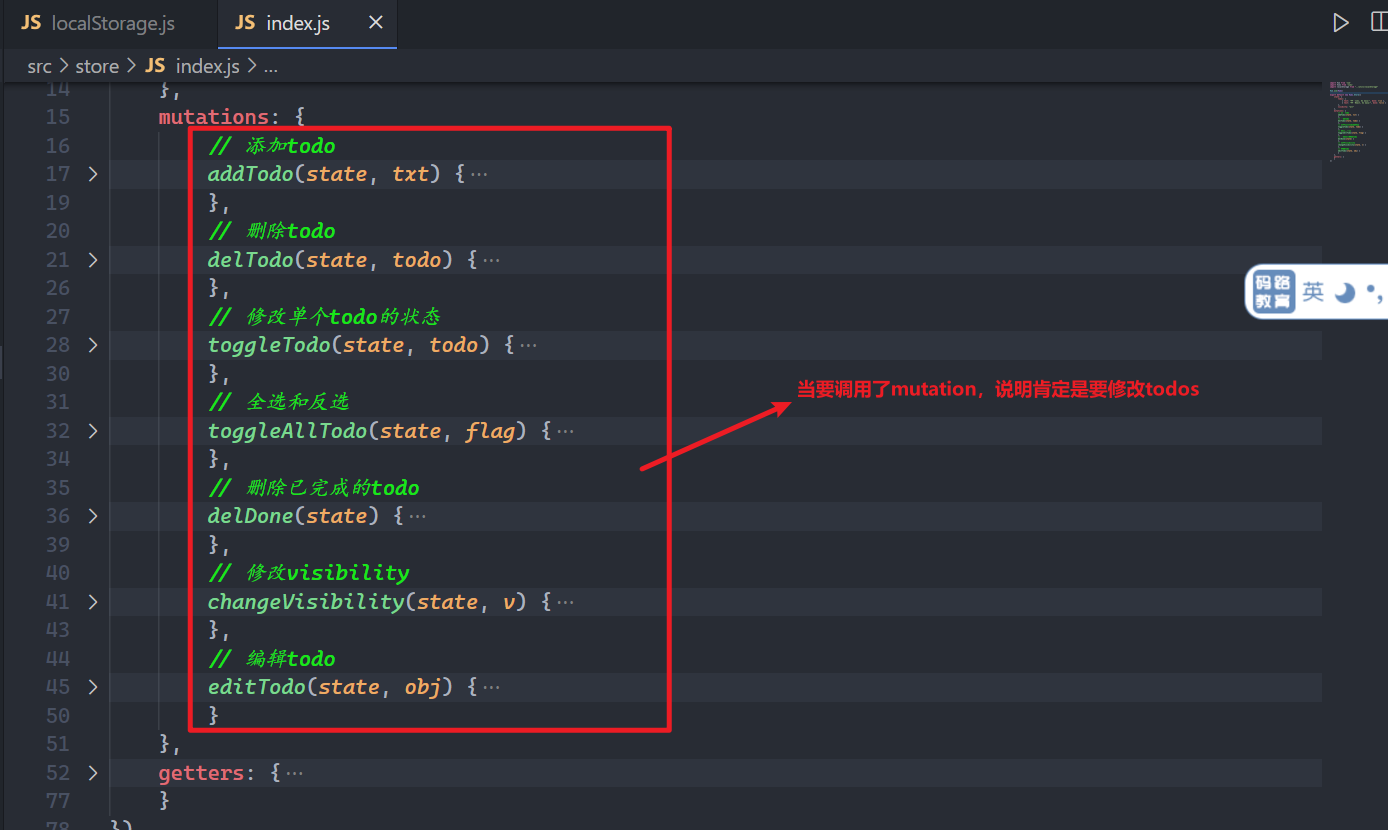 JS localStorage.js JS index.js ×
src > store > JS index.js > ...
14 },
15 mutations: {
16 // 添加todo
17 > addTodo(state, txt) { ···
19 },
20 // 删除todo
21 > delTodo(state, todo) { ···
26 },
27 // 修改单个todo的状态
28 > toggleTodo(state, todo) { ···
30 },
31 // 全选和反选
32 > toggleAllTodo(state, flag) { ···
34 },
35 // 删除已完成的todo
36 > delDone(state) { ···
39 },
40 // 修改visibility
41 > changeVisibility(state, v) { ···
43 },
44 // 编辑todo
45 > editTodo(state, obj) { ···
50 }
51 },
52 > getters: { ···
77 }
78 })
当要调用了mutation，说明肯定是要修改todos
码路
教育
英